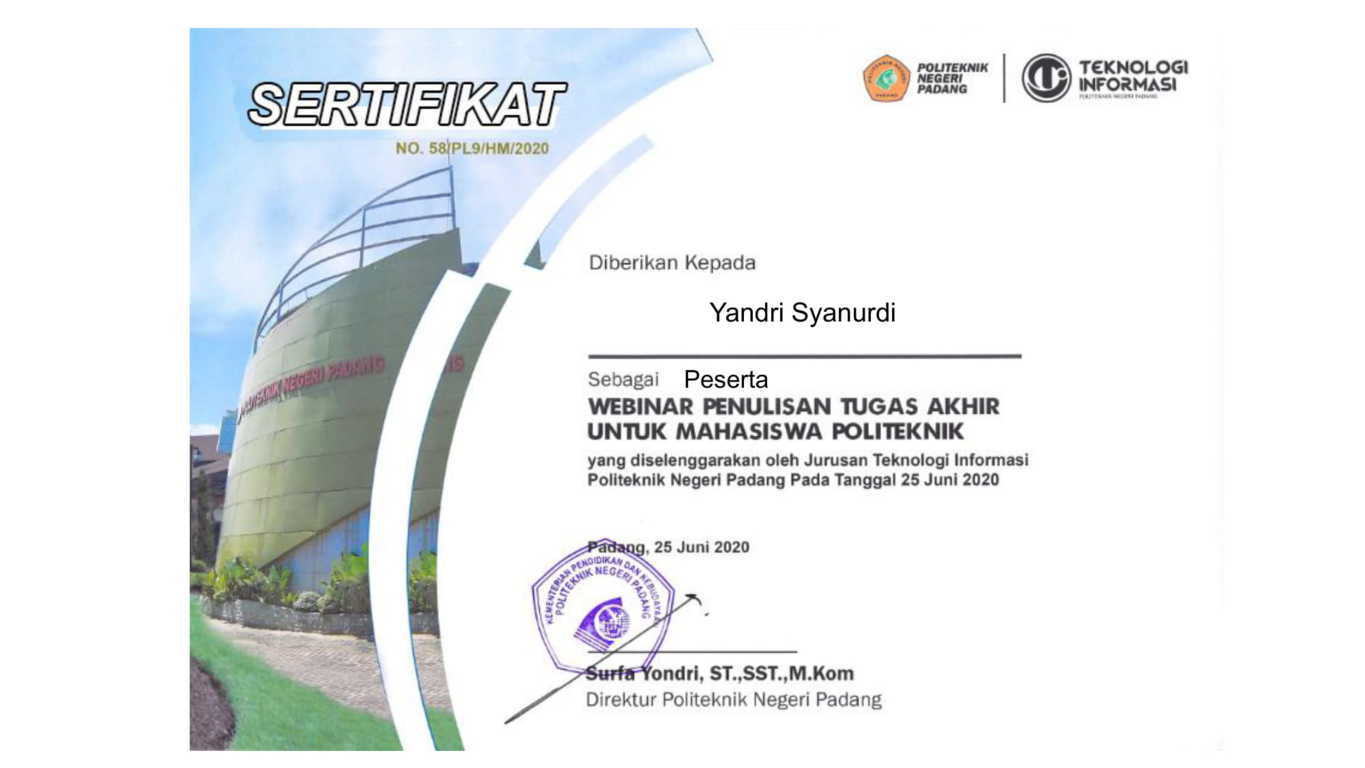 SERTIFIKAT
NO. 58/PL9/HM/2020
POLITEKNIK
NEGERI
PADANG
TEKNOLOGI
INFORMASI
POLITEKNIK NEGERI PADANG
POLITEKNIK NEGERI PADANG
Diberikan Kepada
Yandri Syanurdi
Sebagai Peserta
WEBINAR PENULISAN TUGAS AKHIR
UNTUK MAHASISWA POLITEKNIK
yang diselenggarakan oleh Jurusan Teknologi Informasi
Politeknik Negeri Padang Pada Tanggal 25 Juni 2020
Padang, 25 Juni 2020
KEMENTERIAN PENDIDIKAN DAN KEBUDAYAAN
POLITEKNIK NEGERI PADANG
Surfa Yondri, ST.,SST.,M.Kom
Direktur Politeknik Negeri Padang